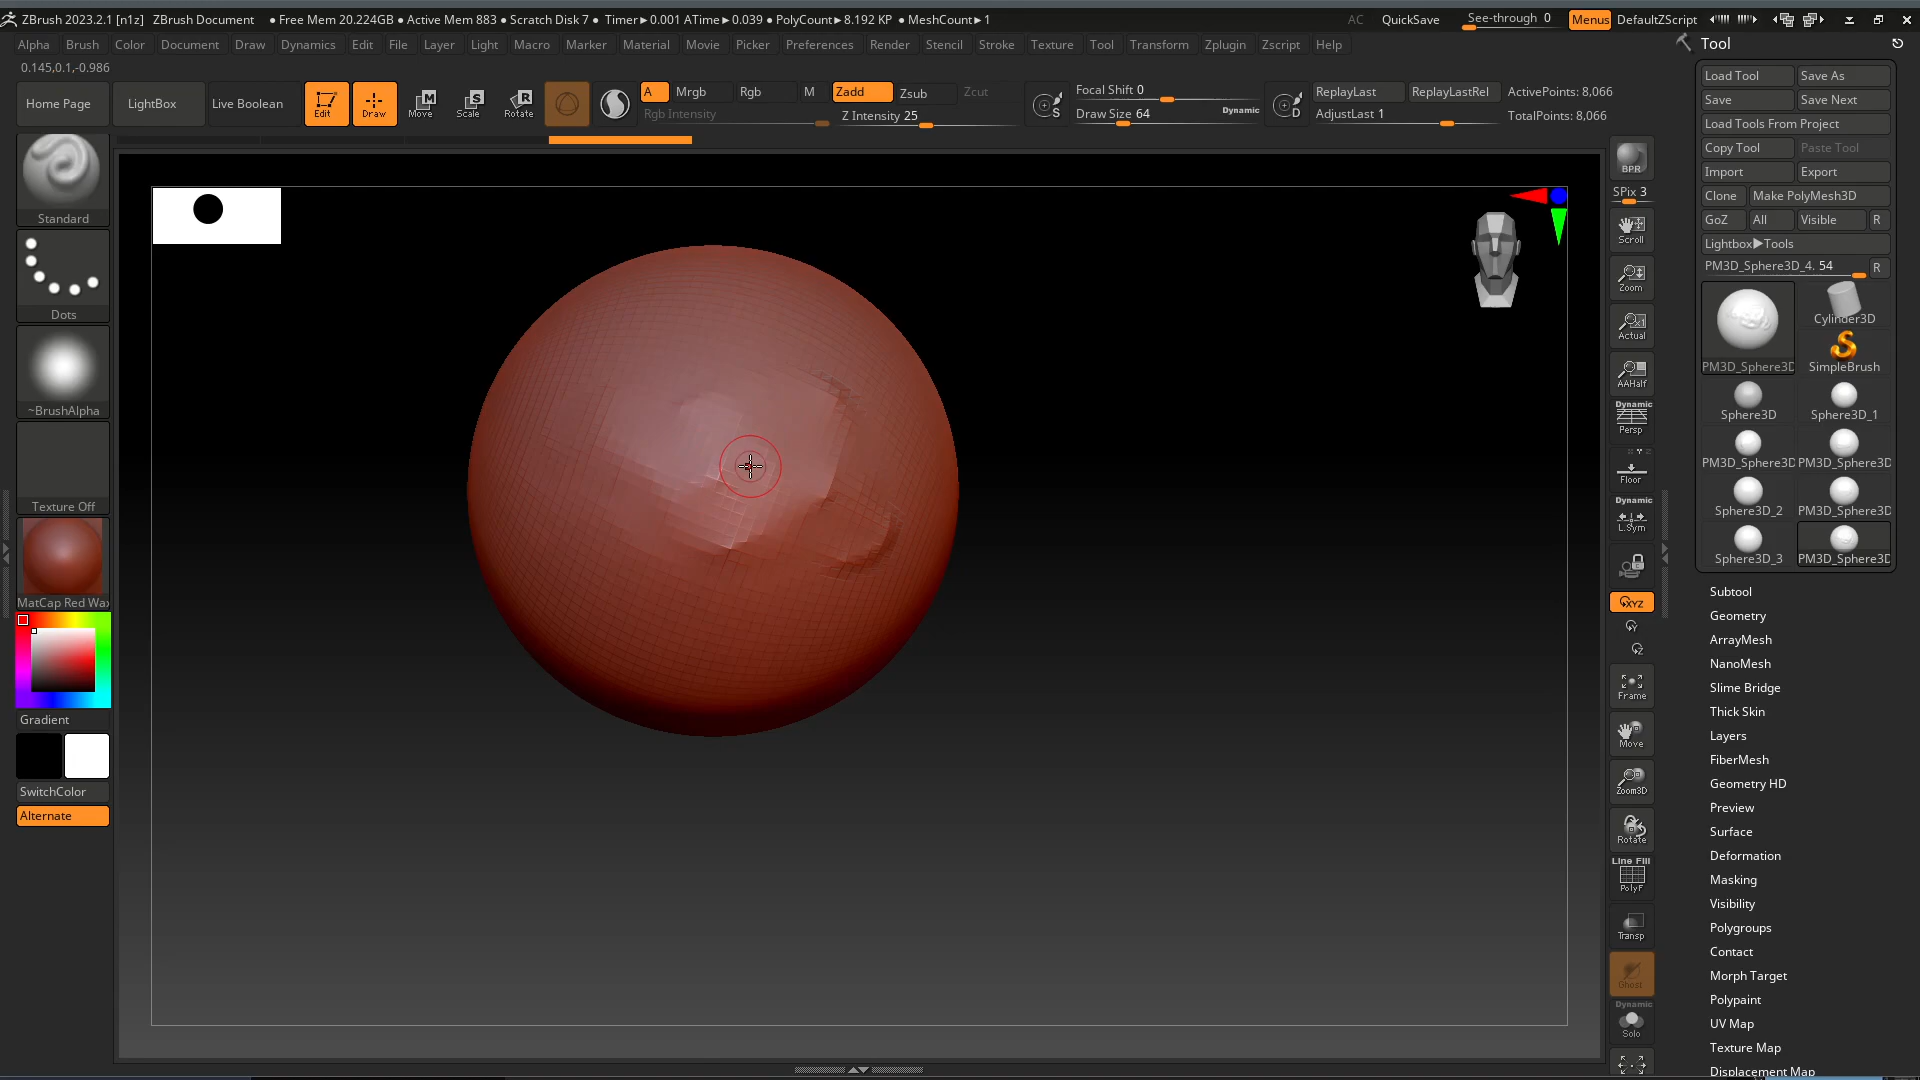 ZBrush 2023.2.1 [n1z] ZBrush Document ● Free Mem 20.224GB ● Active Mem 883 ● Scratch Disk 7 ● Timer►0.001 ATime►0.039 ● PolyCount►8.192 KP ● MeshCount►1 AC QuickSave See-through 0 Menus DefaultZScript
Alpha Brush Color Document Draw Dynamics Edit File Layer Light Macro Marker Material Movie Picker Preferences Render Stencil Stroke Texture Tool Transform Zplugin Zscript Help
0.145,0.1,-0.986
Home Page LightBox Live Boolean Edit Draw Move Scale Rotate
A Mrgb Rgb M Zadd Zsub Zcut
Rgb Intensity Z Intensity 25
S Focal Shift 0
Draw Size 64 Dynamic
D ReplayLast ReplayLastRel
AdjustLast 1
ActivePoints: 8,066
TotalPoints: 8,066
Standard
Dots
~BrushAlpha
Texture Off
MatCap Red Wax
Gradient
SwitchColor
Alternate
BPR
SPix 3
Scroll
Zoom
Actual
AAHalf
Dynamic
Persp
Floor
Dynamic
L.Sym
XYZ
Y
Z
Frame
Move
Zoom3D
Rotate
Line Fill
PolyF
Transp
Ghost
Dynamic
Solo
Tool
Load Tool Save As
Save Save Next
Load Tools From Project
Copy Tool Paste Tool
Import Export
Clone Make PolyMesh3D
GoZ All Visible R
Lightbox►Tools
PM3D_Sphere3D_4. 54 R
Cylinder3D
PM3D_Sphere3D SimpleBrush
Sphere3D Sphere3D_1
PM3D_Sphere3D PM3D_Sphere3D
Sphere3D_2 PM3D_Sphere3D
Sphere3D_3 PM3D_Sphere3D
Subtool
Geometry
ArrayMesh
NanoMesh
Slime Bridge
Thick Skin
Layers
FiberMesh
Geometry HD
Preview
Surface
Deformation
Masking
Visibility
Polygroups
Contact
Morph Target
Polypaint
UV Map
Texture Map
Displacement Map